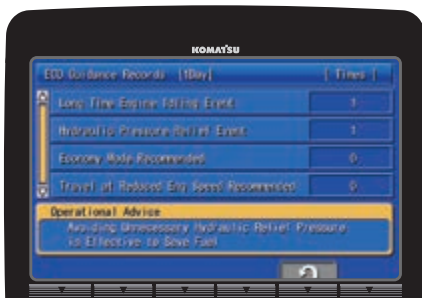 KOMATSU
ECO Guidance Records [1Day] [ Times ]
Long Time Engine Idling Event 1
Hydraulic Pressure Relief Event 1
Economy Mode Recommended 0
Travel at Reduced Eng Speed Recommended 0
Operational Advice
Avoiding Unnecessary Hydraulic Relief Pressure
is Effective to Save Fuel